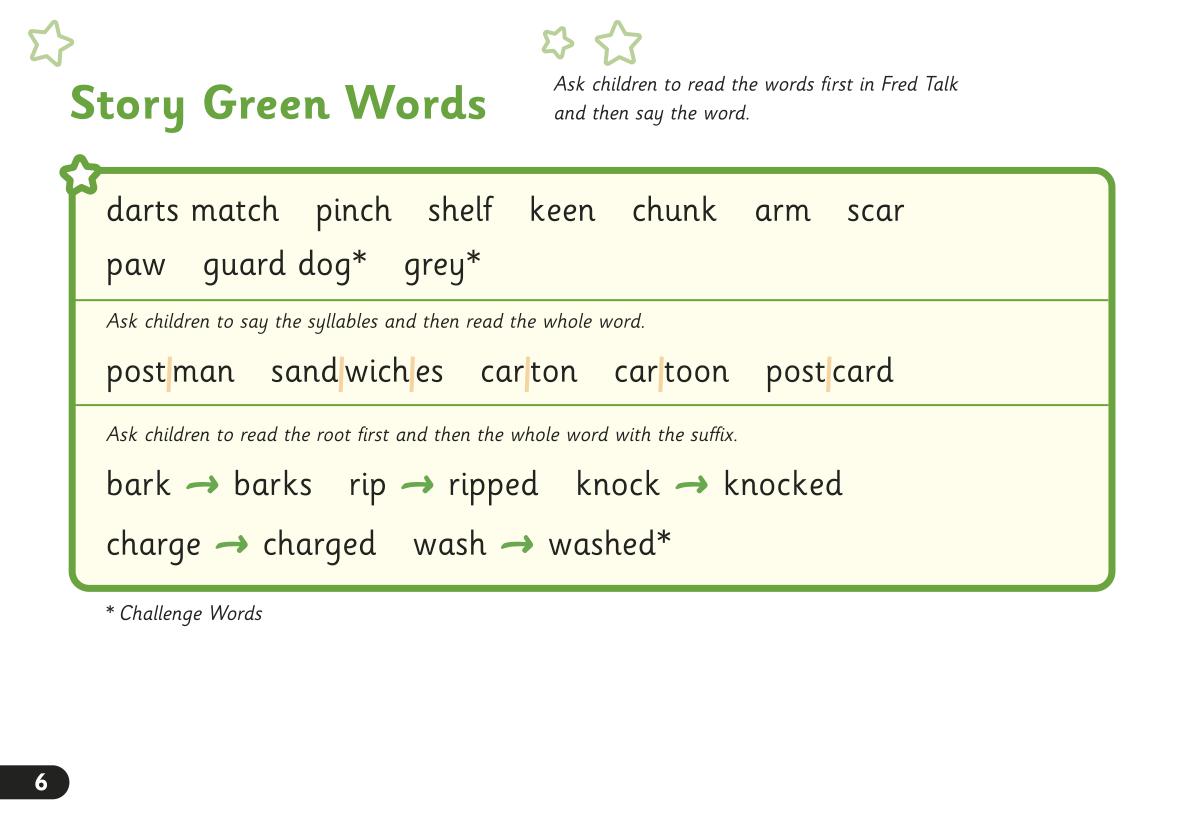 Story Green Words
Ask children to read the words first in Fred Talk
and then say the word.
darts match pinch shelf keen chunk arm scar
paw guard dog* grey*
Ask children to say the syllables and then read the whole word.
post|man sand|wich|es car|ton car|toon post|card
Ask children to read the root first and then the whole word with the suffix.
bark → barks rip → ripped knock → knocked
charge → charged wash → washed*
* Challenge Words
6